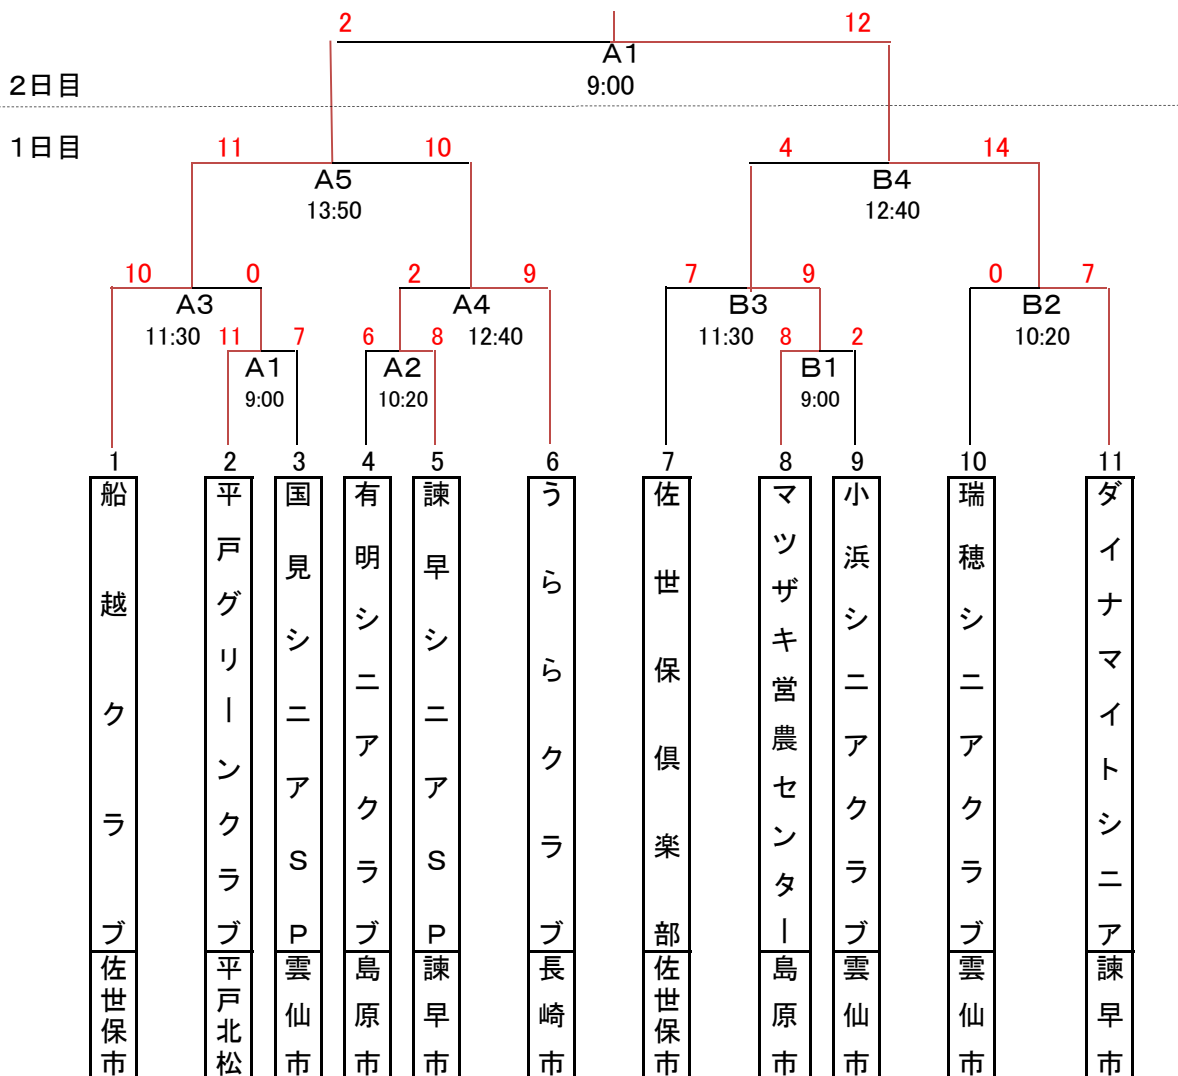 2 12
A1
2日目 9:00
1日目 11 10 4 14
A5 B4
13:50 12:40
10 0 2 9 7 9 0 7
A3 A4 B3 B2
11:30 11 7 6 8 12:40 11:30 8 2 10:20
A1 A2 B1
9:00 10:20 9:00
1 2 3 4 5 6 7 8 9 10 11
船越クラブ
佐世保市
平戸グリーンクラブ
平戸北松
国見シニアSP
雲仙市
有明シニアクラブ
島原市
諫早シニアSP
諫早市
うららクラブ
長崎市
佐世保倶楽部
佐世保市
マツザキ営農センター
島原市
小浜シニアクラブ
雲仙市
瑞穂シニアクラブ
雲仙市
ダイナマイトシニア
諫早市